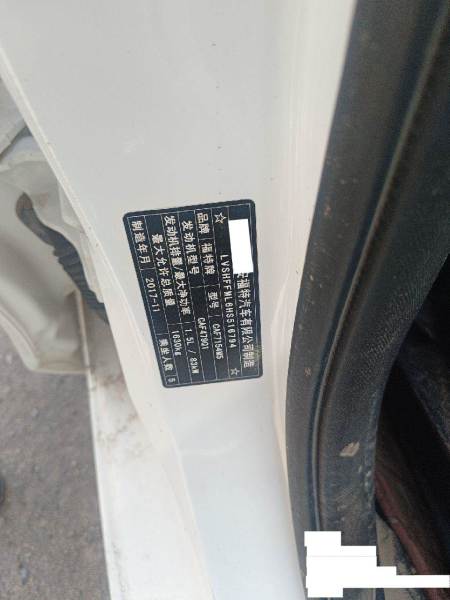 福特汽车有限公司制造
☆LVSHFFML6HS516794☆
品牌 福特牌 型号 CAF7154M5
发动机型号 CAF479Q1
发动机排量/最大净功率 1.5L / 83kW
最大允许总质量 1630kg
制造年月 2017.11 乘坐人数 5